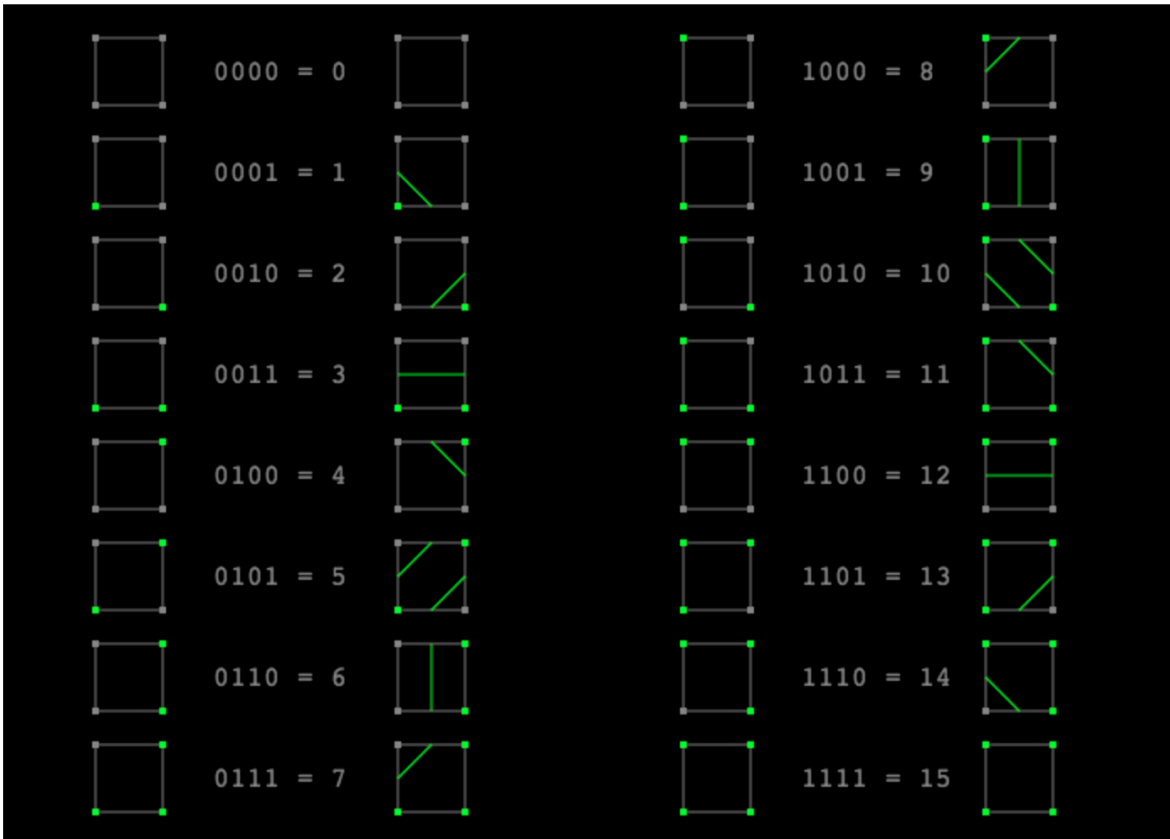 0000 = 0
1000 = 8
0001 = 1
1001 = 9
0010 = 2
1010 = 10
0011 = 3
1011 = 11
0100 = 4
1100 = 12
0101 = 5
1101 = 13
0110 = 6
1110 = 14
0111 = 7
1111 = 15